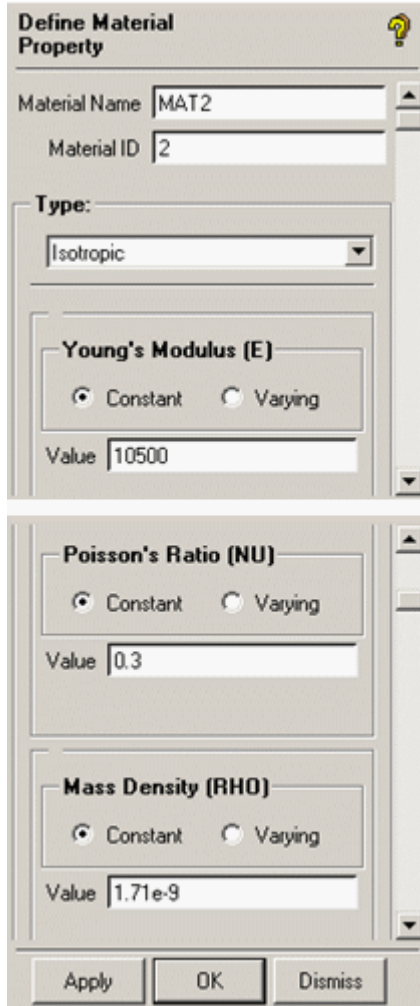 Define Material
Property
?
Material Name MAT2
Material ID 2
Type:
Isotropic
Young's Modulus (E)
Constant Varying
Value 10500
Poisson's Ratio (NU)
Constant Varying
Value 0.3
Mass Density (RHO)
Constant Varying
Value 1.71e-9
Apply OK Dismiss